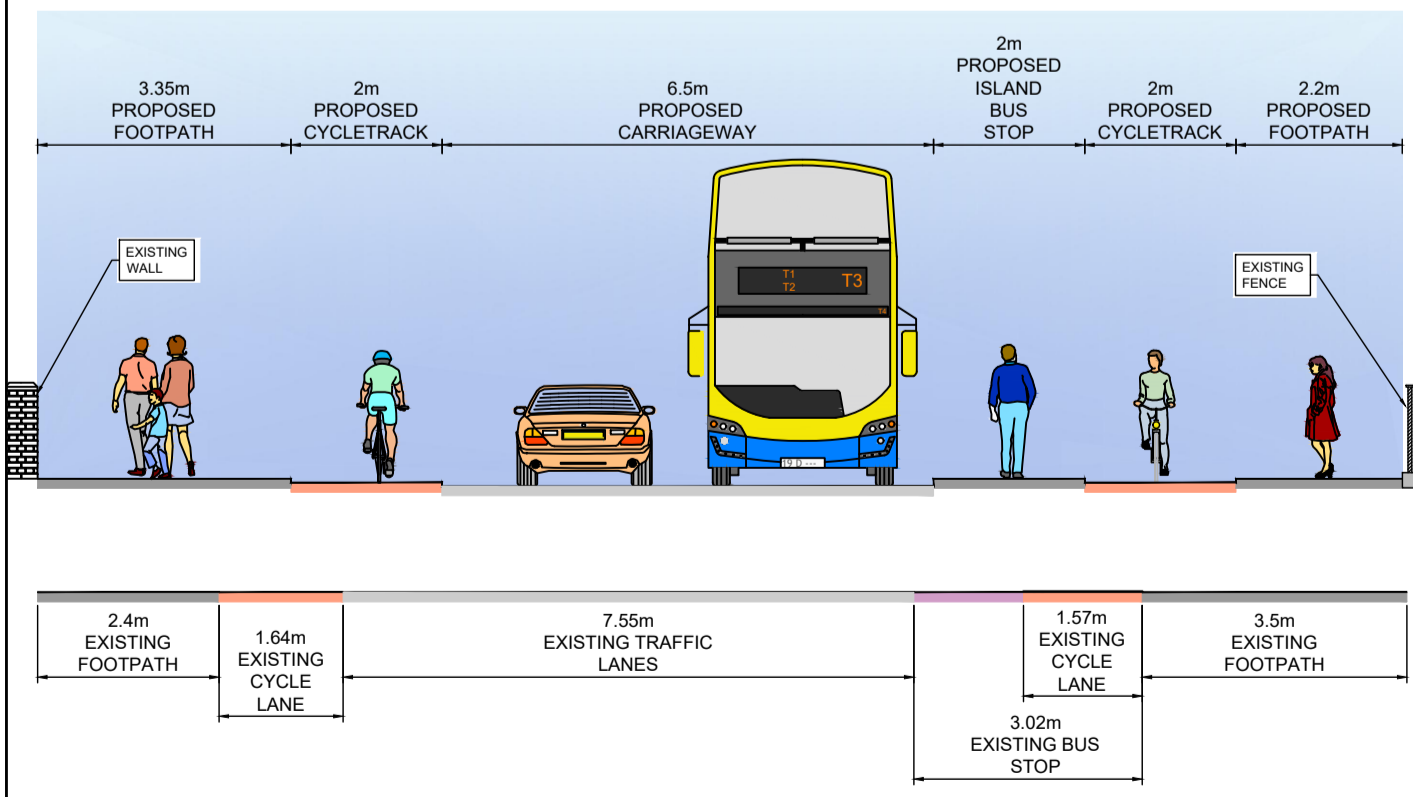 3.35m
PROPOSED
FOOTPATH
2m
PROPOSED
CYCLETRACK
6.5m
PROPOSED
CARRIAGEWAY
2m
PROPOSED
ISLAND
BUS
STOP
2m
PROPOSED
CYCLETRACK
2.2m
PROPOSED
FOOTPATH
EXISTING
WALL
T1
T2
T3
T4
19 D ---
EXISTING
FENCE
2.4m
EXISTING
FOOTPATH
1.64m
EXISTING
CYCLE
LANE
7.55m
EXISTING TRAFFIC
LANES
1.57m
EXISTING
CYCLE
LANE
3.02m
EXISTING BUS
STOP
3.5m
EXISTING
FOOTPATH